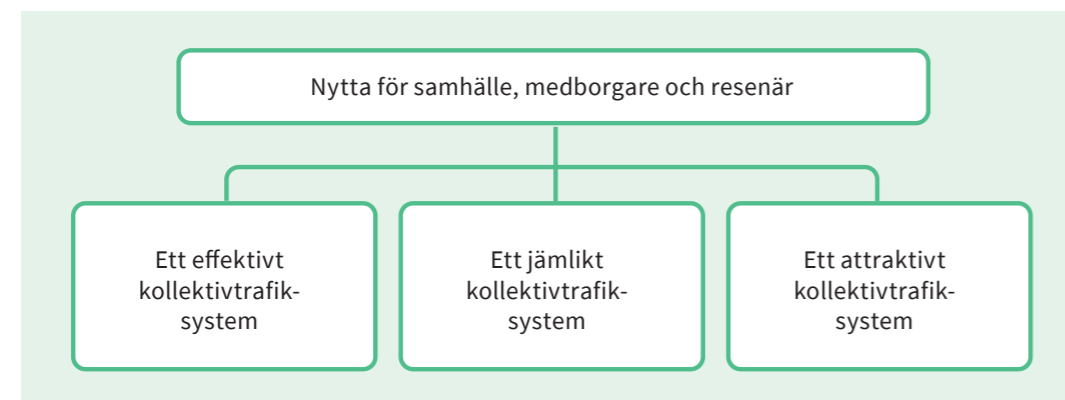 Nytta för samhälle, medborgare och resenär
Ett effektivt
kollektivtrafik-
system
Ett jämlikt
kollektivtrafik-
system
Ett attraktivt
kollektivtrafik-
system